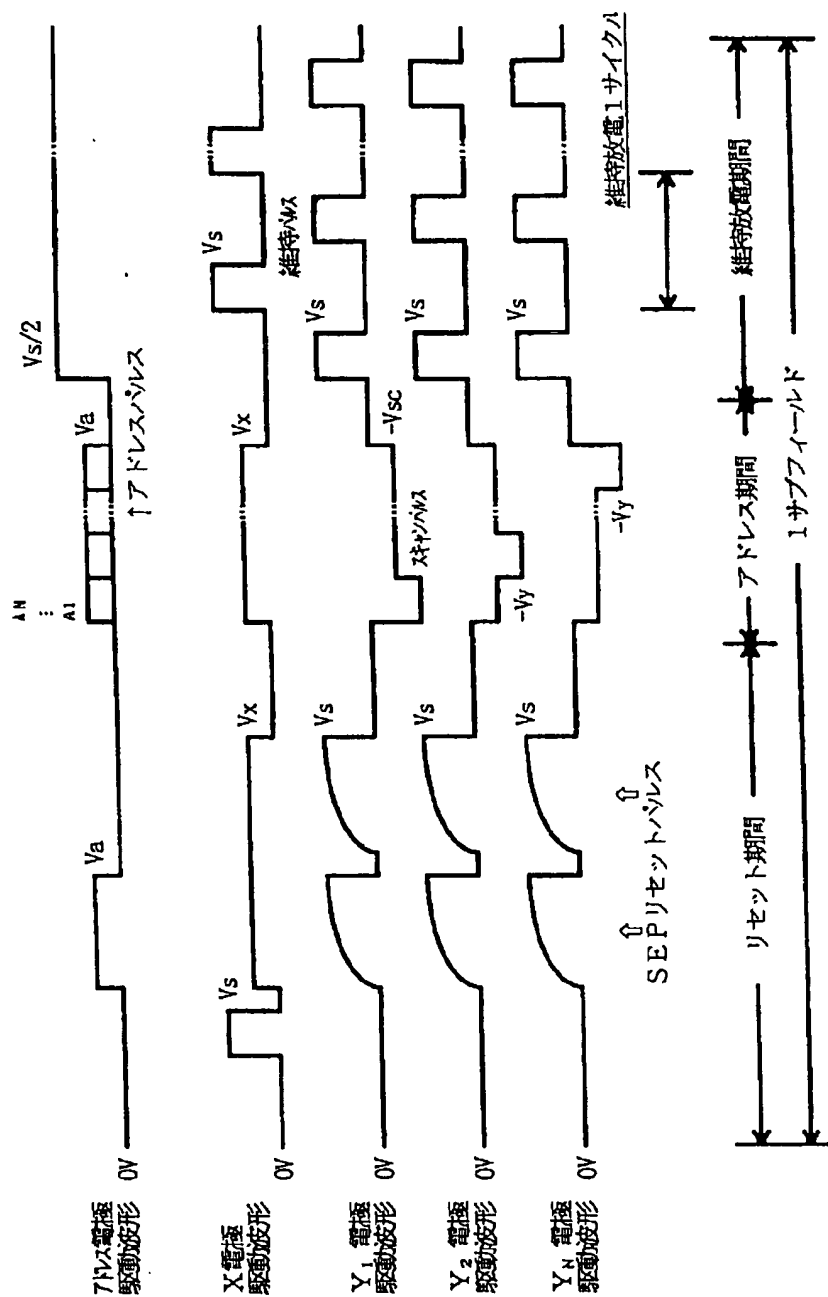 アドレス電極
駆動波形
0V
Va
AN
⋮
A1
Va
↑アドレスパルス
Vs/2
X電極
駆動波形
0V
Vs
Vx
Vx
Vs
維持パルス
Y₁ 電極
駆動波形
0V
Vs
スキャンパルス
-Vsc
Vs
Y₂ 電極
駆動波形
0V
Vs
-Vy
Vs
YN 電極
駆動波形
0V
Vs
-Vy
Vs
⇧ ⇧
SEPリセットパルス
維持放電1サイクル
リセット期間
アドレス期間
維持放電期間
1サブフィールド